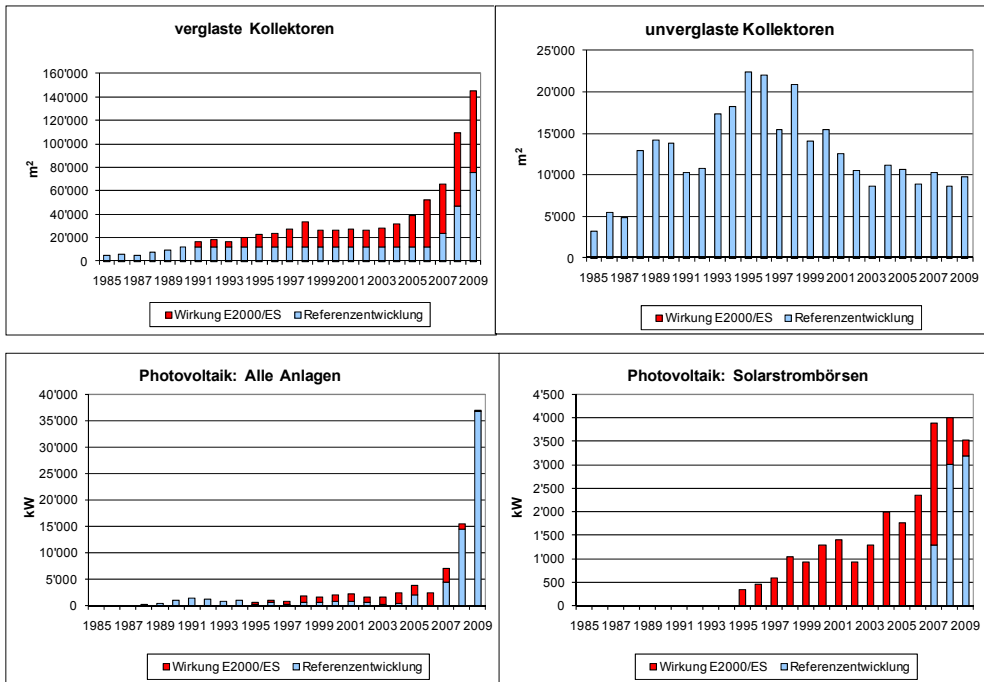 verglaste Kollektoren
160'000
140'000
120'000
100'000
80'000
60'000
40'000
20'000
0
m²
1985 1987 1989 1991 1993 1995 1997 1999 2001 2003 2005 2007 2009
Wirkung E2000/ES Referenzentwicklung
unverglaste Kollektoren
25'000
20'000
15'000
10'000
5'000
0
m²
1985 1987 1989 1991 1993 1995 1997 1999 2001 2003 2005 2007 2009
Wirkung E2000/ES Referenzentwicklung
Photovoltaik: Alle Anlagen
40'000
35'000
30'000
25'000
20'000
15'000
10'000
5'000
0
kW
1985 1987 1989 1991 1993 1995 1997 1999 2001 2003 2005 2007 2009
Wirkung E2000/ES Referenzentwicklung
Photovoltaik: Solarstrombörsen
4'500
4'000
3'500
3'000
2'500
2'000
1'500
1'000
500
0
kW
1985 1987 1989 1991 1993 1995 1997 1999 2001 2003 2005 2007 2009
Wirkung E2000/ES Referenzentwicklung